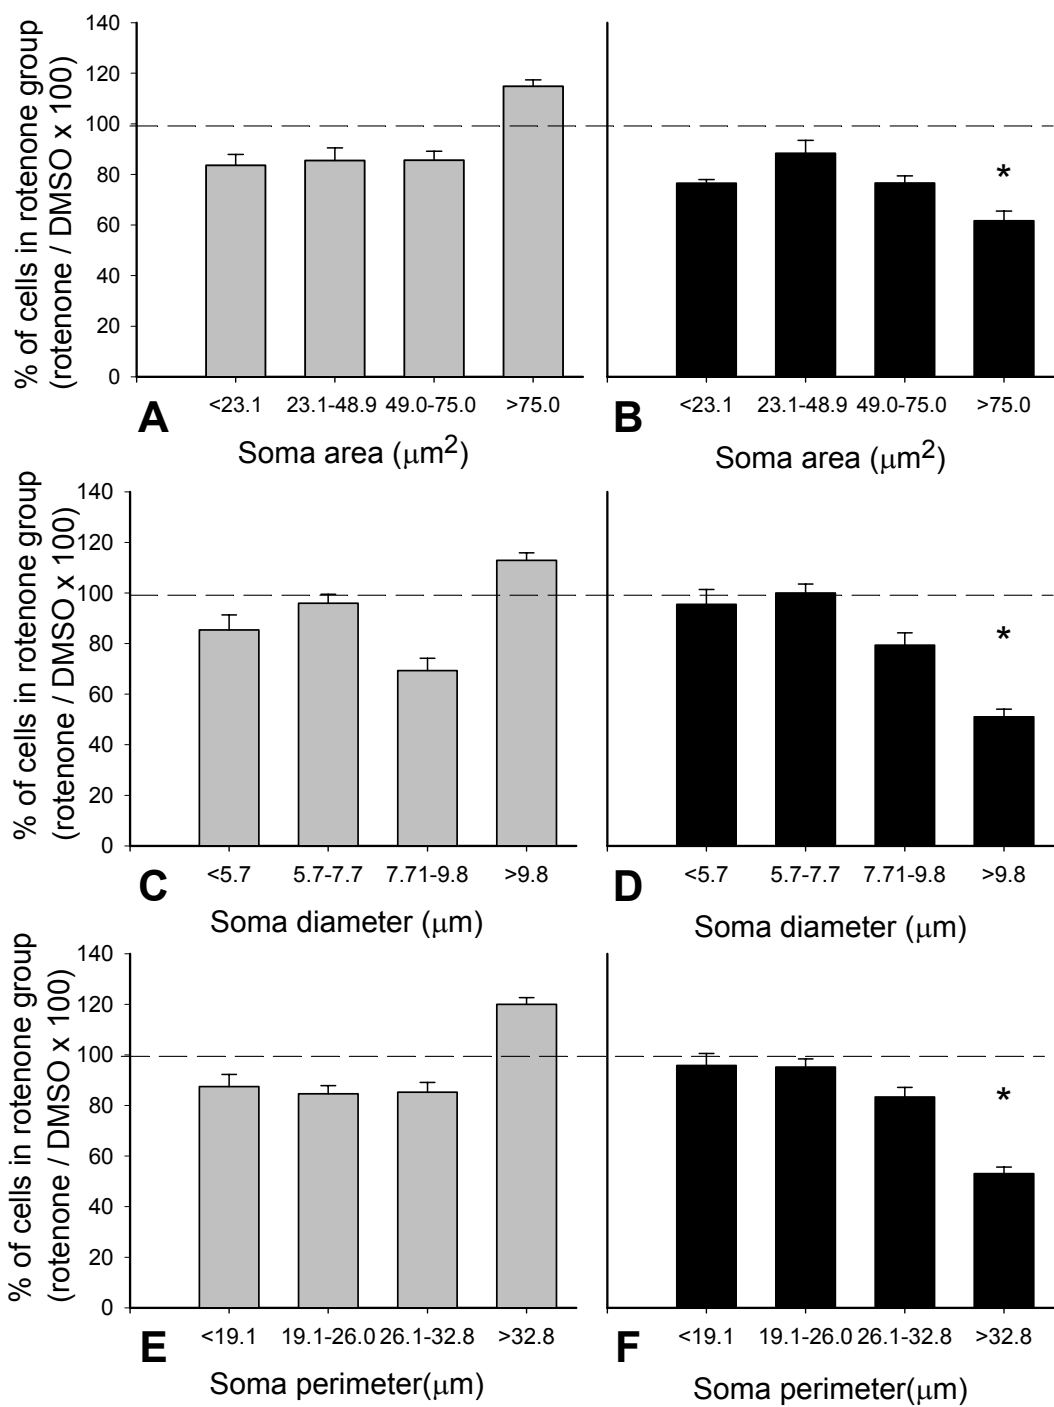 % of cells in rotenone group
(rotenone / DMSO x 100)
140
120
100
80
60
40
20
0
*
<23.1 23.1-48.9 49.0-75.0 >75.0
<23.1 23.1-48.9 49.0-75.0 >75.0
A
B
Soma area (μm²)
Soma area (μm²)
% of cells in rotenone group
(rotenone / DMSO x 100)
140
120
100
80
60
40
20
0
*
<5.7 5.7-7.7 7.71-9.8 >9.8
<5.7 5.7-7.7 7.71-9.8 >9.8
C
D
Soma diameter (μm)
Soma diameter (μm)
% of cells in rotenone group
(rotenone / DMSO x 100)
140
120
100
80
60
40
20
0
*
<19.1 19.1-26.0 26.1-32.8 >32.8
<19.1 19.1-26.0 26.1-32.8 >32.8
E
F
Soma perimeter(μm)
Soma perimeter(μm)